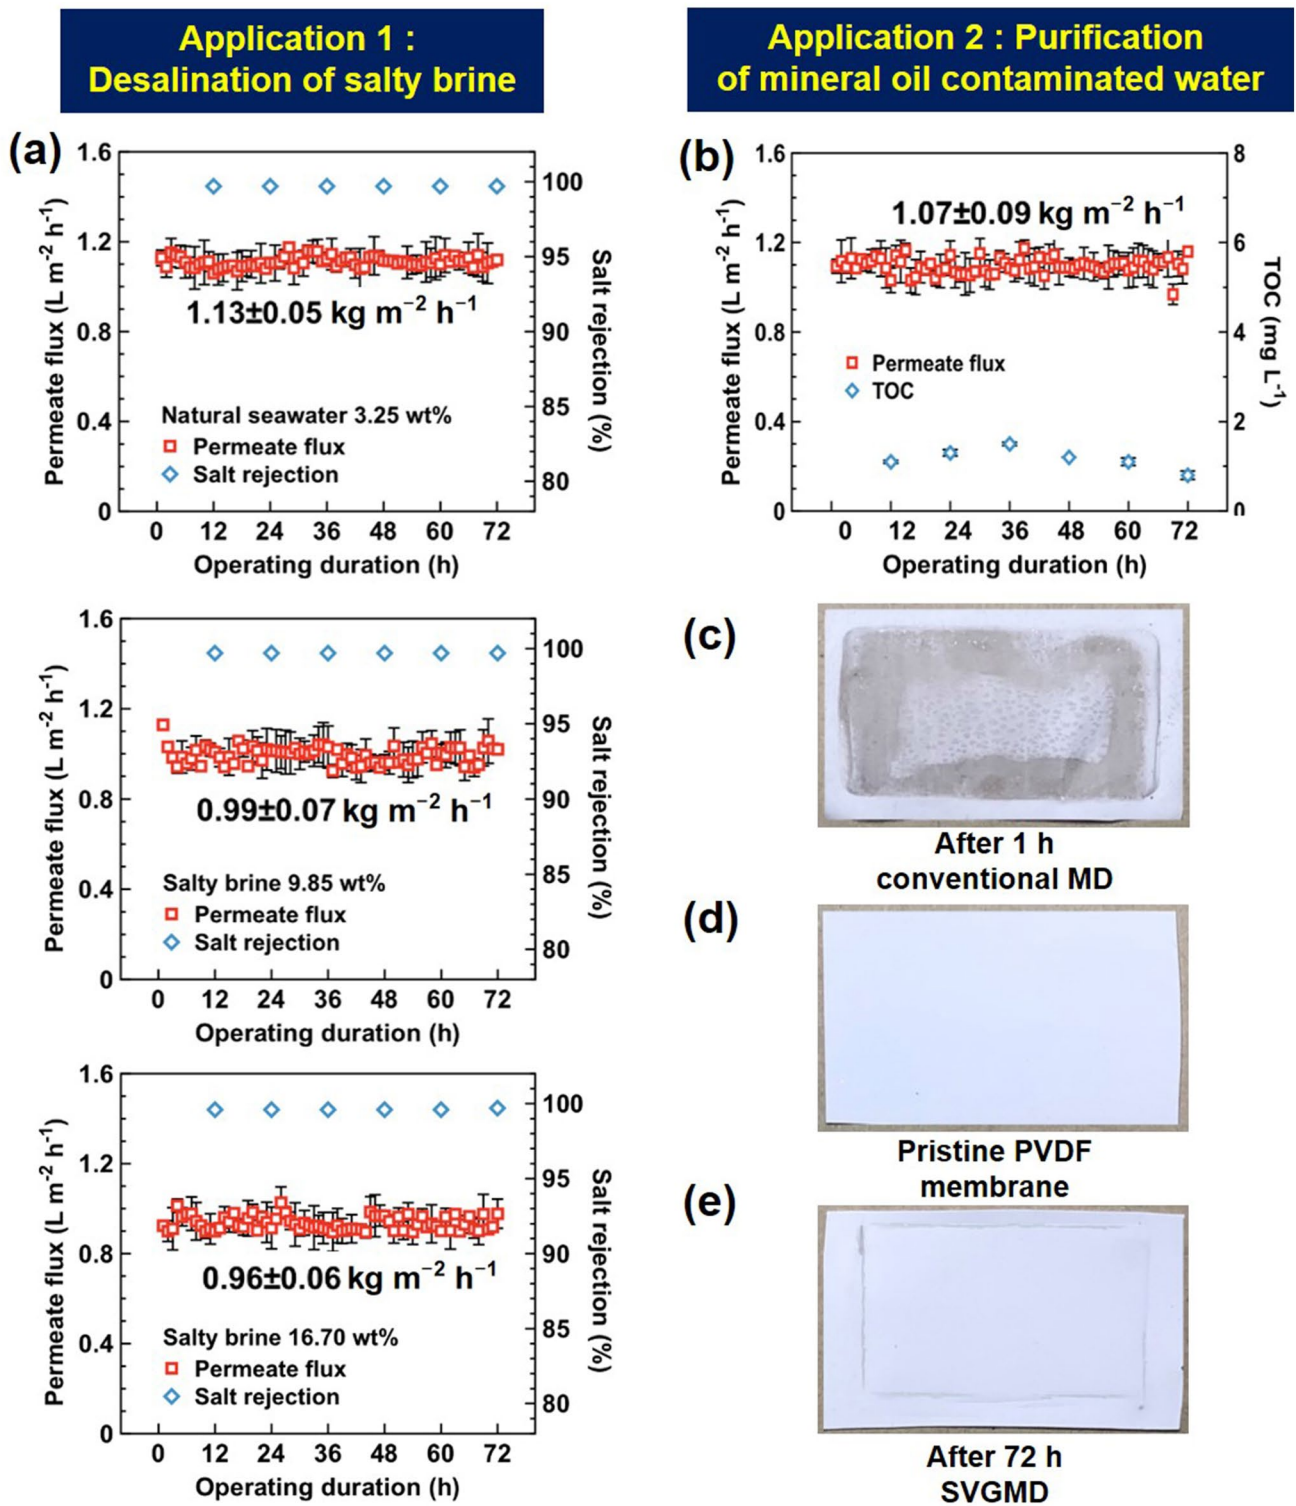 Application 1 :
Desalination of salty brine
Application 2 : Purification
of mineral oil contaminated water
(a)
1.6
1.2
0.8
0.4
0
Permeate flux (L m⁻² h⁻¹)
100
95
90
85
80
Salt rejection (%)
1.13±0.05 kg m⁻² h⁻¹
Natural seawater 3.25 wt%
Permeate flux
Salt rejection
0 12 24 36 48 60 72
Operating duration (h)
1.6
1.2
0.8
0.4
0
Permeate flux (L m⁻² h⁻¹)
100
95
90
85
80
Salt rejection (%)
0.99±0.07 kg m⁻² h⁻¹
Salty brine 9.85 wt%
Permeate flux
Salt rejection
0 12 24 36 48 60 72
Operating duration (h)
1.6
1.2
0.8
0.4
0
Permeate flux (L m⁻² h⁻¹)
100
95
90
85
80
Salt rejection (%)
0.96±0.06 kg m⁻² h⁻¹
Salty brine 16.70 wt%
Permeate flux
Salt rejection
0 12 24 36 48 60 72
Operating duration (h)
(b)
1.6
1.2
0.8
0.4
0
Permeate flux (L m⁻² h⁻¹)
8
6
4
2
0
TOC (mg L⁻¹)
1.07±0.09 kg m⁻² h⁻¹
Permeate flux
TOC
0 12 24 36 48 60 72
Operating duration (h)
(c)
After 1 h
conventional MD
(d)
Pristine PVDF
membrane
(e)
After 72 h
SVGMD